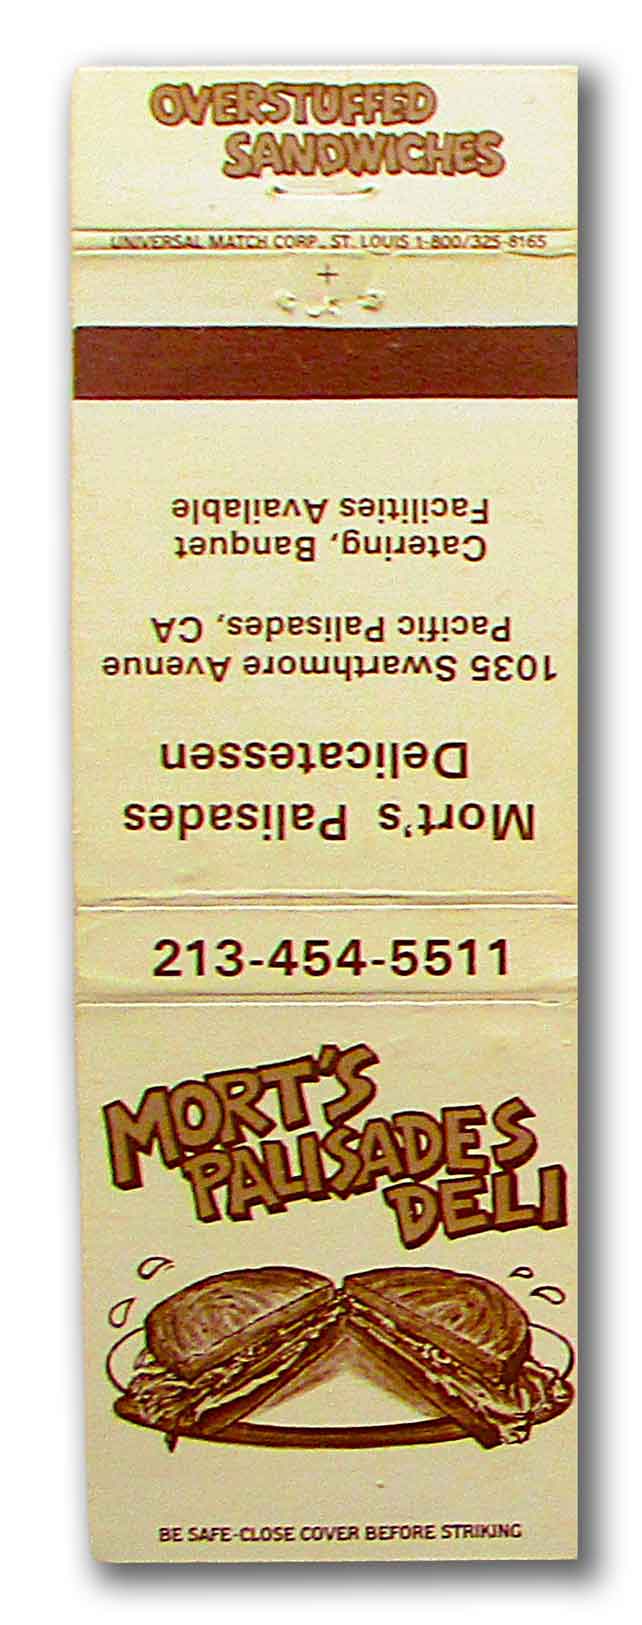 OVERSTUFFED
SANDWICHES
UNIVERSAL MATCH CORP., ST. LOUIS 1-800/325-8165
Mort's Palisades
Delicatessen
1035 Swarthmore Avenue
Pacific Palisades, CA
Catering, Banquet
Facilities Available
213-454-5511
MORT'S
PALISADES
DELI
BE SAFE-CLOSE COVER BEFORE STRIKING